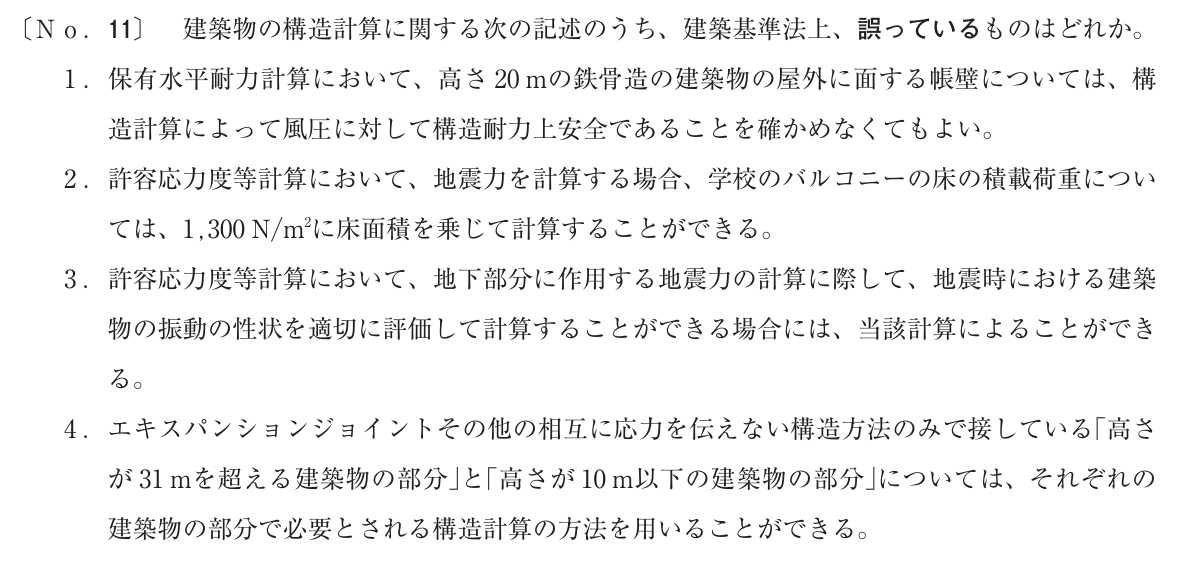 〔Ｎｏ．11〕　建築物の構造計算に関する次の記述のうち、建築基準法上、誤っているものはどれか。
１．保有水平耐力計算において、高さ 20 mの鉄骨造の建築物の屋外に面する帳壁については、構
造計算によって風圧に対して構造耐力上安全であることを確かめなくてもよい。
２．許容応力度等計算において、地震力を計算する場合、学校のバルコニーの床の積載荷重につい
ては、1,300 N/m²に床面積を乗じて計算することができる。
３．許容応力度等計算において、地下部分に作用する地震力の計算に際して、地震時における建築
物の振動の性状を適切に評価して計算することができる場合には、当該計算によることができ
る。
４．エキスパンションジョイントその他の相互に応力を伝えない構造方法のみで接している「高さ
が 31 mを超える建築物の部分」と「高さが 10 m以下の建築物の部分」については、それぞれの
建築物の部分で必要とされる構造計算の方法を用いることができる。